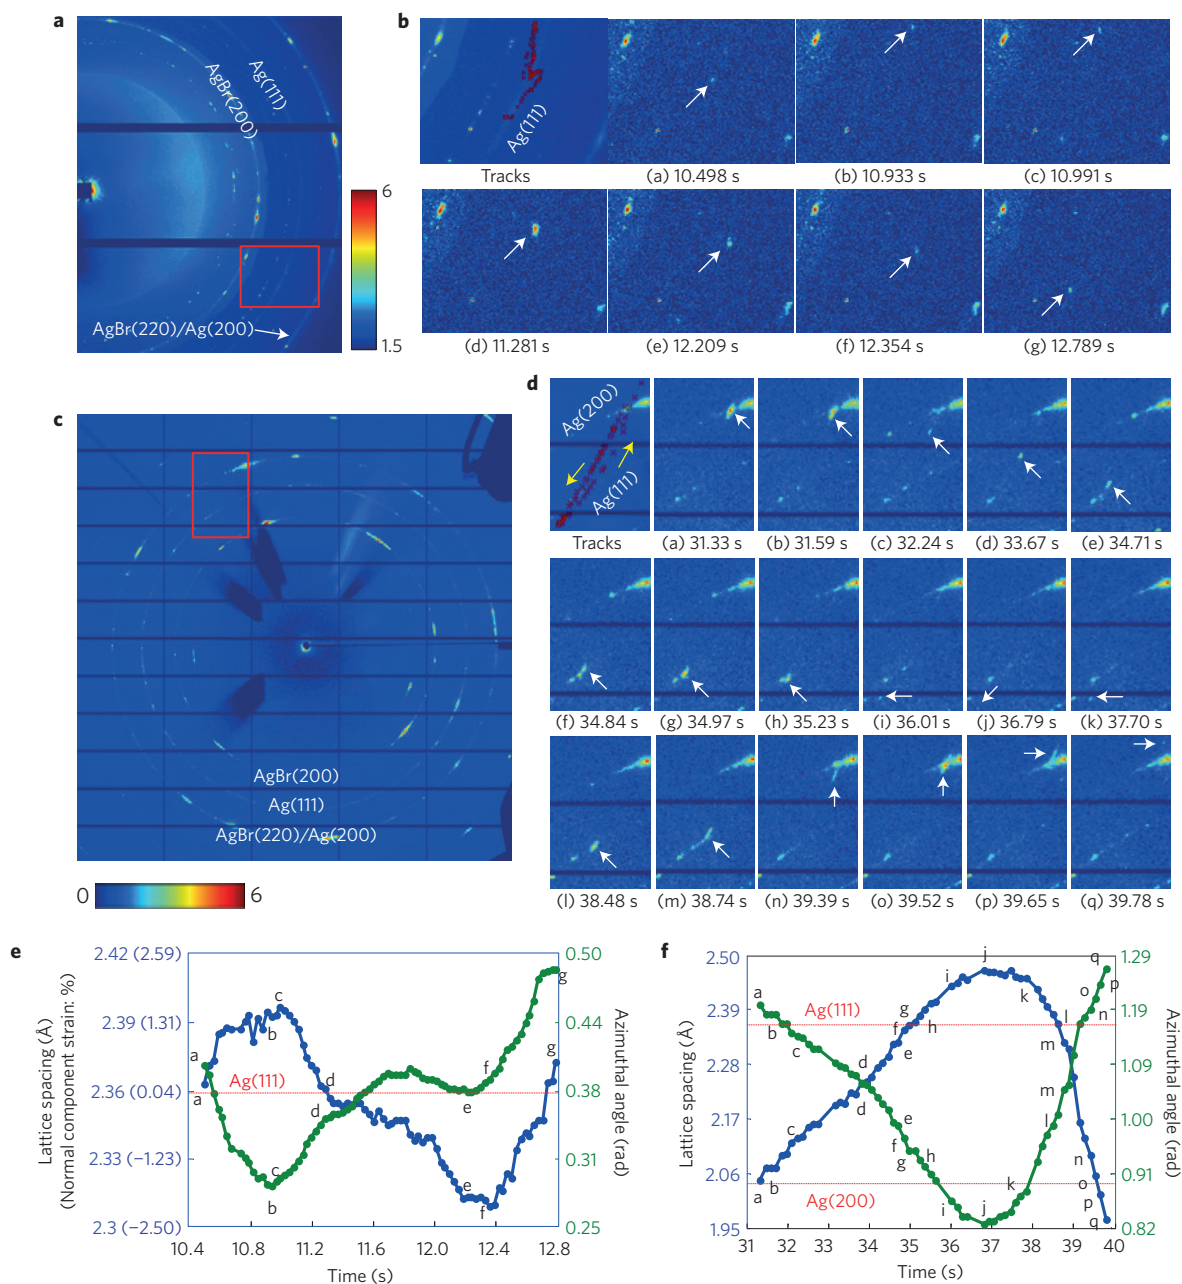 a
AgBr(200)
Ag(111)
AgBr(220)/Ag(200)
6
1.5
b
Ag(111)
Tracks
(a) 10.498 s
(b) 10.933 s
(c) 10.991 s
(d) 11.281 s
(e) 12.209 s
(f) 12.354 s
(g) 12.789 s
c
AgBr(200)
Ag(111)
AgBr(220)/Ag(200)
0
6
d
Ag(200)
Ag(111)
Tracks
(a) 31.33 s
(b) 31.59 s
(c) 32.24 s
(d) 33.67 s
(e) 34.71 s
(f) 34.84 s
(g) 34.97 s
(h) 35.23 s
(i) 36.01 s
(j) 36.79 s
(k) 37.70 s
(l) 38.48 s
(m) 38.74 s
(n) 39.39 s
(o) 39.52 s
(p) 39.65 s
(q) 39.78 s
e
Lattice spacing (Å)
(Normal component strain: %)
2.42 (2.59)
2.39 (1.31)
2.36 (0.04)
2.33 (−1.23)
2.3 (−2.50)
a
a
b
c
c
b
Ag(111)
d
d
e
e
f
f
g
g
0.50
0.44
0.38
0.31
0.25
Azimuthal angle (rad)
10.4 10.8 11.2 11.6 12.0 12.4 12.8
Time (s)
f
Lattice spacing (Å)
2.50
2.39
2.28
2.17
2.06
1.95
a
b
c
Ag(111)
a
b
c
d
d
Ag(200)
g
f
h
e
e
f
g
h
i
i
j
j
k
k
l
m
m
l
n
o
p
q
q
p
o
n
1.29
1.19
1.09
1.00
0.91
0.82
Azimuthal angle (rad)
31 32 33 34 35 36 37 38 39 40
Time (s)